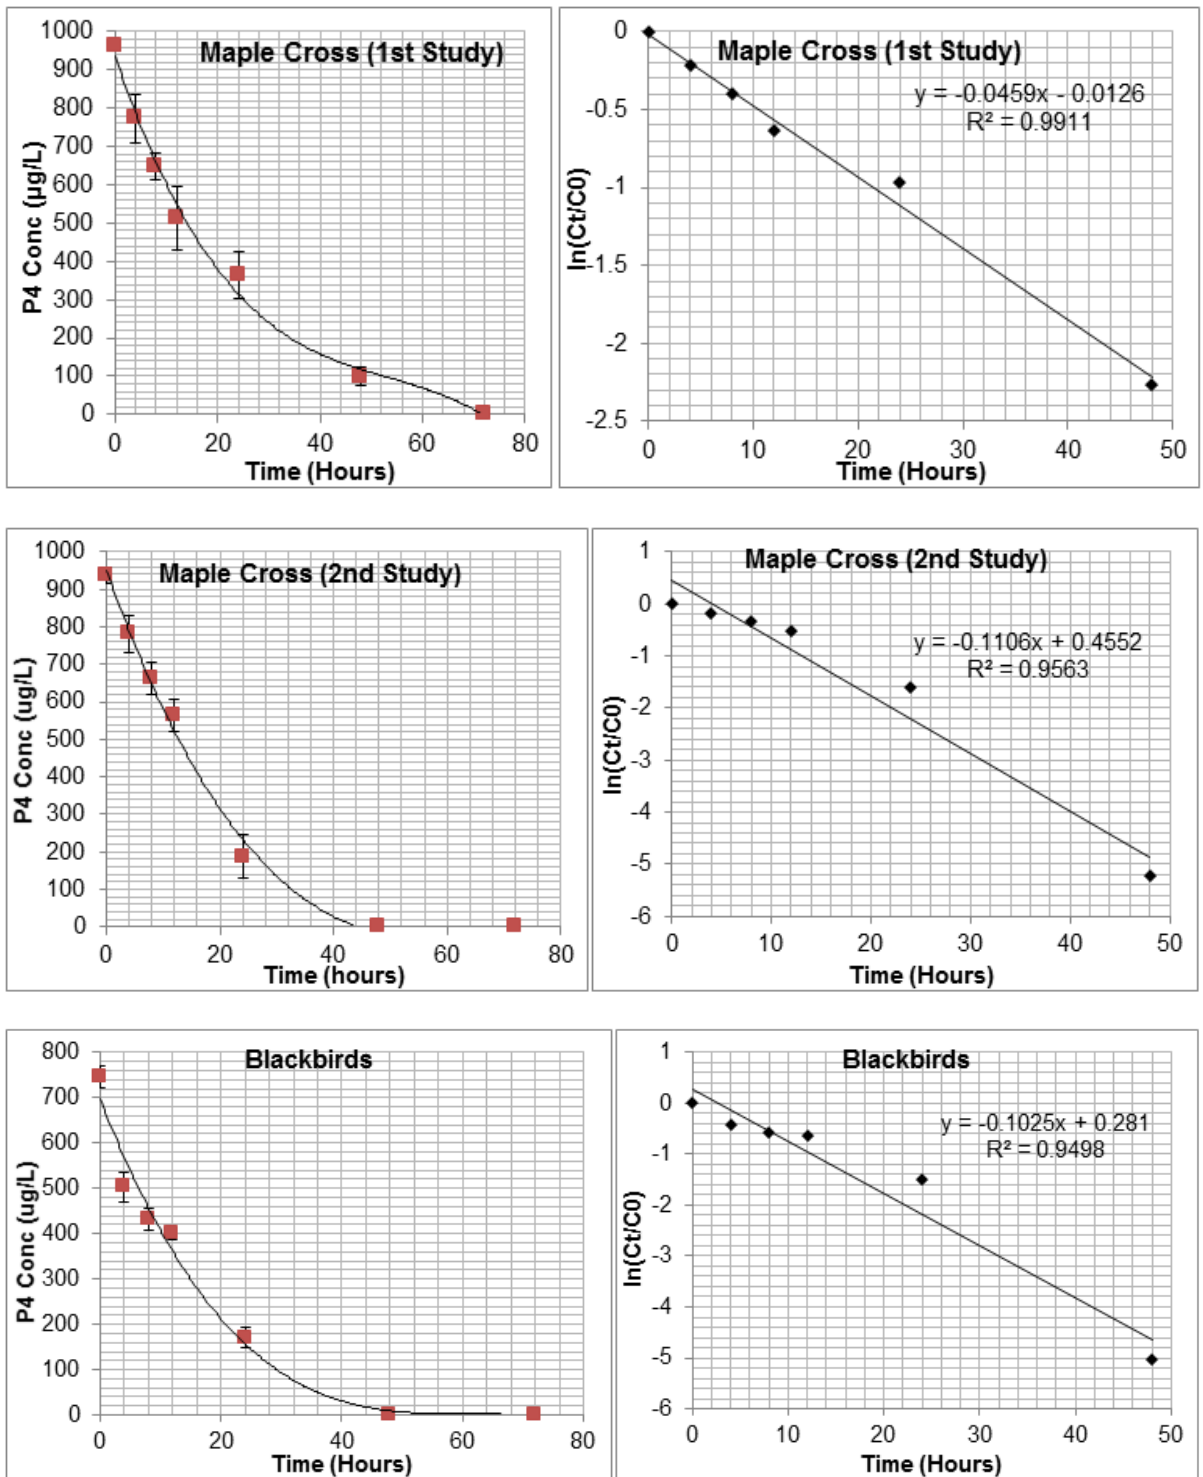 Maple Cross (1st Study)
P4 Conc (µg/L)
1000
900
800
700
600
500
400
300
200
100
0
0 20 40 60 80
Time (Hours)
Maple Cross (1st Study)
y = -0.0459x - 0.0126
R² = 0.9911
ln(Ct/C0)
0
-0.5
-1
-1.5
-2
-2.5
0 10 20 30 40 50
Time (Hours)
Maple Cross (2nd Study)
P4 Conc (ug/L)
1000
900
800
700
600
500
400
300
200
100
0
0 20 40 60 80
Time (hours)
Maple Cross (2nd Study)
y = -0.1106x + 0.4552
R² = 0.9563
ln(Ct/C0)
1
0
-1
-2
-3
-4
-5
-6
0 10 20 30 40 50
Time (Hours)
Blackbirds
P4 Conc (ug/L)
800
700
600
500
400
300
200
100
0
0 20 40 60 80
Time (Hours)
Blackbirds
y = -0.1025x + 0.281
R² = 0.9498
ln(Ct/C0)
1
0
-1
-2
-3
-4
-5
-6
0 10 20 30 40 50
Time (Hours)